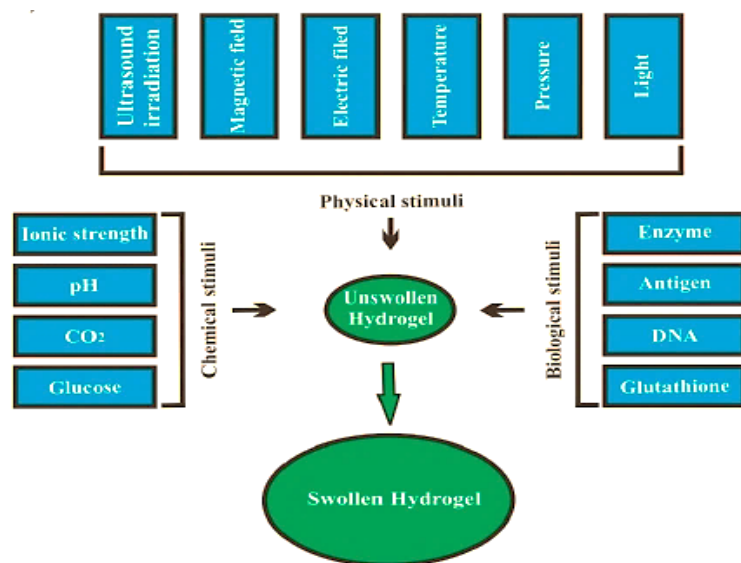 Ultrasound
irradiation
Magnetic field
Electric filed
Temperature
Pressure
Light
Physical stimuli
Ionic strength
pH
CO₂
Glucose
Chemical stimuli
Unswollen
Hydrogel
Biological stimuli
Enzyme
Antigen
DNA
Glutathione
Swollen Hydrogel